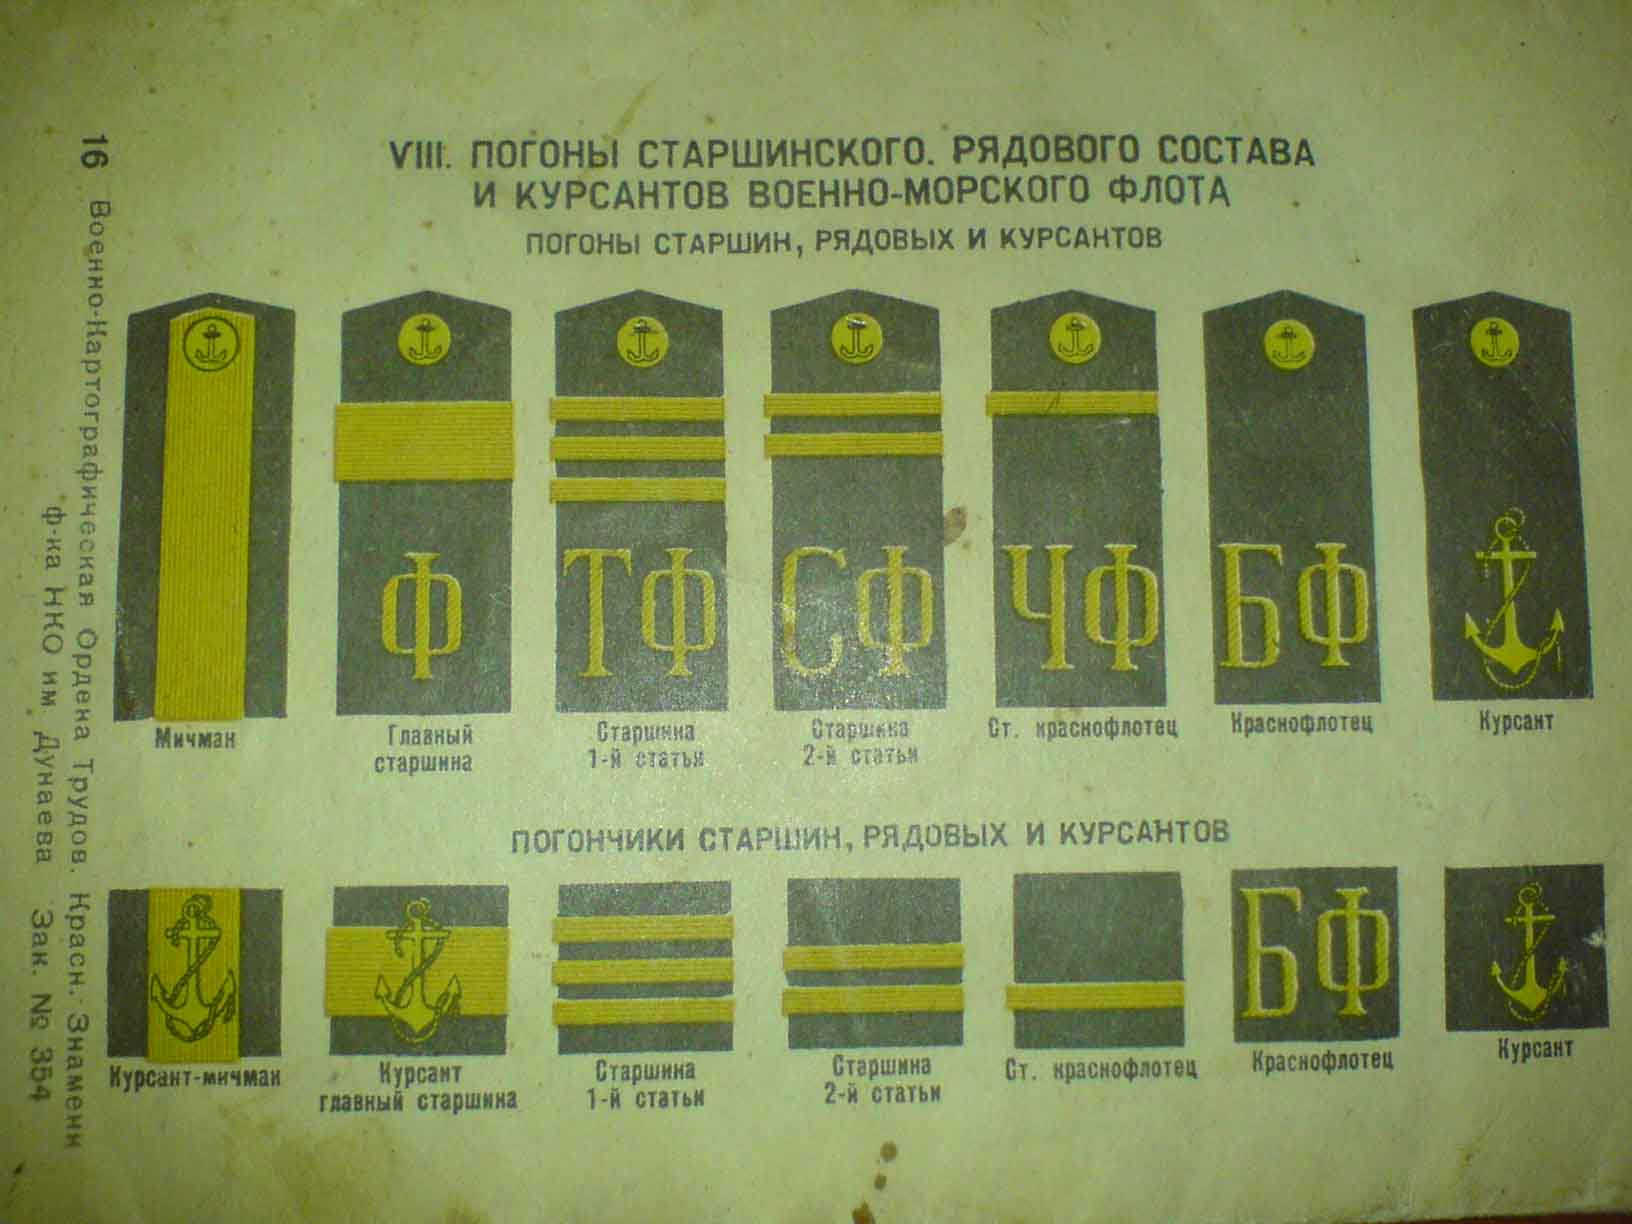 VIII. ПОГОНЫ СТАРШИНСКОГО. РЯДОВОГО СОСТАВА
И КУРСАНТОВ ВОЕННО-МОРСКОГО ФЛОТА
ПОГОНЫ СТАРШИН, РЯДОВЫХ И КУРСАНТОВ
Ф ТФ СФ ЧФ БФ
Мичман
Главный
старшина
Старшина
1-й статьи
Старшина
2-й статьи
Ст. краснофлотец
Краснофлотец
Курсант
ПОГОНЧИКИ СТАРШИН, РЯДОВЫХ И КУРСАНТОВ
БФ
Курсант-мичман
Курсант
главный старшина
Старшина
1-й статьи
Старшина
2-й статьи
Ст. краснофлотец
Краснофлотец
Курсант
16 Военно-Картографическая Ордена Трудов. Красн. Знамени
ф-ка НКО им. Дунаева Зак. № 354